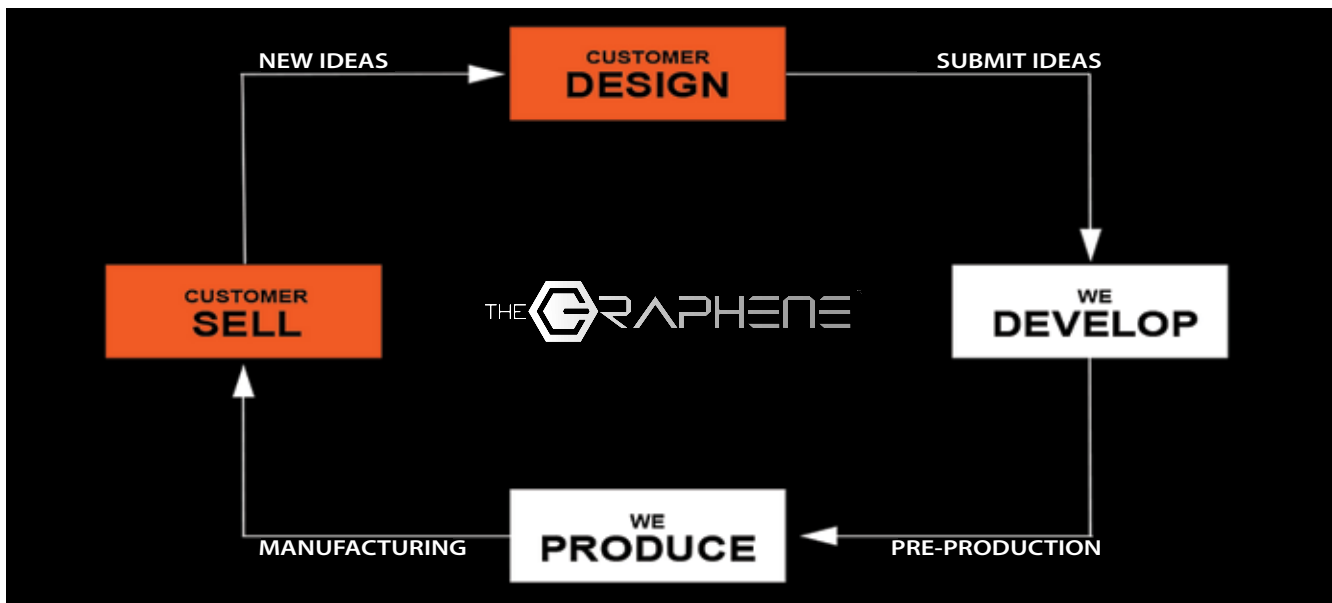 NEW IDEAS
CUSTOMER
DESIGN
SUBMIT IDEAS
CUSTOMER
SELL
THE GRAPHENE
WE
DEVELOP
WE
PRODUCE
MANUFACTURING
PRE-PRODUCTION